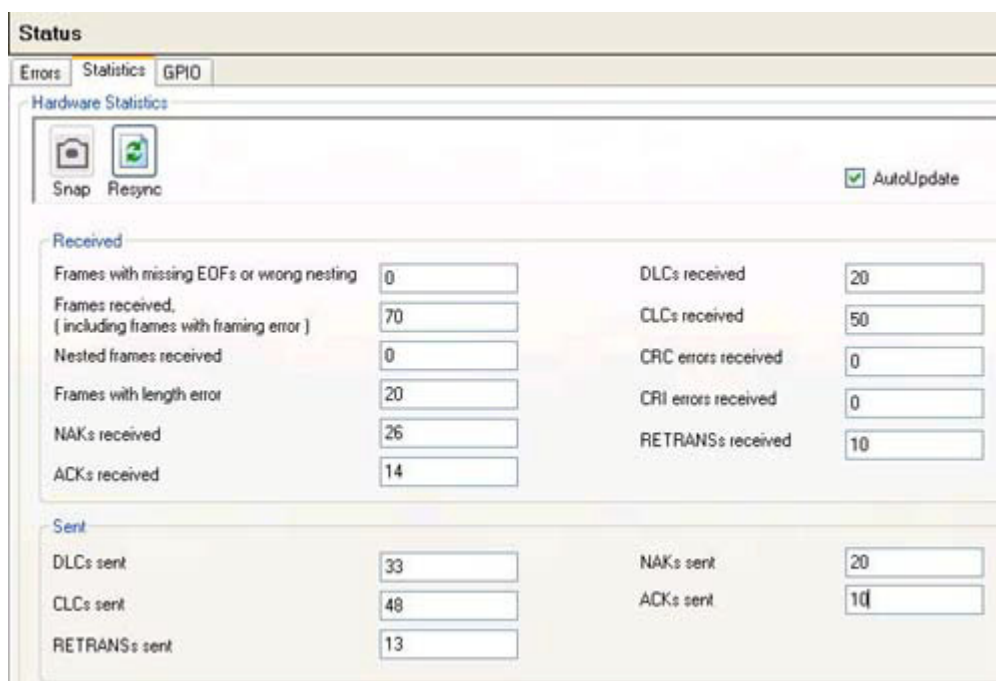 Status
Errors Statistics GPIO
Hardware Statistics
Snap Resync
AutoUpdate
Received
Frames with missing EOFs or wrong nesting 0
Frames received,
( including frames with framing error ) 70
Nested frames received 0
Frames with length error 20
NAKs received 26
ACKs received 14
DLCs received 20
CLCs received 50
CRC errors received 0
CRI errors received 0
RETRANSs received 10
Sent
DLCs sent 33
CLCs sent 48
RETRANSs sent 13
NAKs sent 20
ACKs sent 10